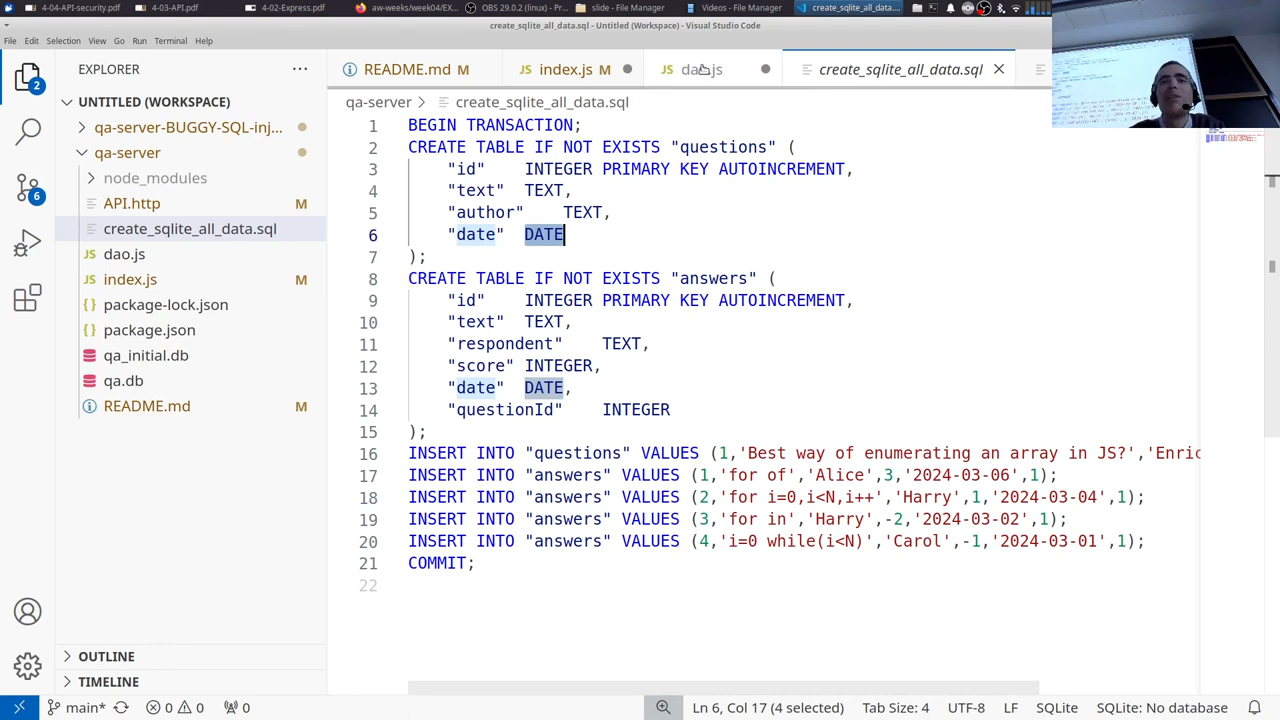 4-04-API-security.pdf 4-03-API.pdf 4-02-Express.pdf aw-weeks/week04/EX... OBS 29.0.2 (linux) - Pr... slide - File Manager Videos - File Manager create_sqlite_all_data....
create_sqlite_all_data.sql - Untitled (Workspace) - Visual Studio Code
File Edit Selection View Go Run Terminal Help
EXPLORER
README.md M index.js M dao.js create_sqlite_all_data.sql
2
UNTITLED (WORKSPACE)
qa-server-BUGGY-SQL-inj...
qa-server
node_modules
API.http M
create_sqlite_all_data.sql
dao.js
index.js M
package-lock.json
package.json
qa_initial.db
qa.db
README.md M
6
OUTLINE
TIMELINE
qa-server > create_sqlite_all_data.sql
1 BEGIN TRANSACTION;
2 CREATE TABLE IF NOT EXISTS "questions" (
3 "id" INTEGER PRIMARY KEY AUTOINCREMENT,
4 "text" TEXT,
5 "author" TEXT,
6 "date" DATE
7 );
8 CREATE TABLE IF NOT EXISTS "answers" (
9 "id" INTEGER PRIMARY KEY AUTOINCREMENT,
10 "text" TEXT,
11 "respondent" TEXT,
12 "score" INTEGER,
13 "date" DATE,
14 "questionId" INTEGER
15 );
16 INSERT INTO "questions" VALUES (1,'Best way of enumerating an array in JS?','Enric
17 INSERT INTO "answers" VALUES (1,'for of','Alice',3,'2024-03-06',1);
18 INSERT INTO "answers" VALUES (2,'for i=0,i<N,i++','Harry',1,'2024-03-04',1);
19 INSERT INTO "answers" VALUES (3,'for in','Harry',-2,'2024-03-02',1);
20 INSERT INTO "answers" VALUES (4,'i=0 while(i<N)','Carol',-1,'2024-03-01',1);
21 COMMIT;
22
main* 0 0 0 Ln 6, Col 17 (4 selected) Tab Size: 4 UTF-8 LF SQLite SQLite: No database